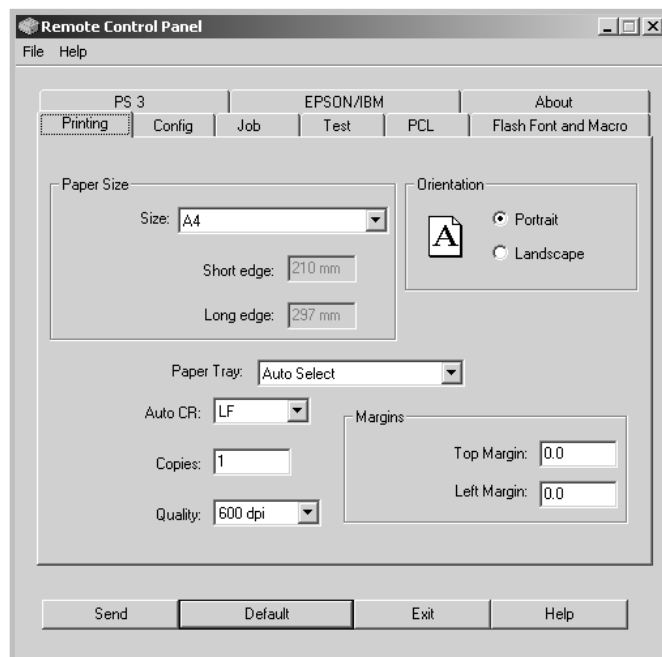 Remote Control Panel
File Help
PS 3 EPSON/IBM About
Printing Config Job Test PCL Flash Font and Macro
Paper Size
Size: A4
Short edge: 210 mm
Long edge: 297 mm
Orientation
A
Portrait
Landscape
Paper Tray: Auto Select
Auto CR: LF
Copies: 1
Quality: 600 dpi
Margins
Top Margin: 0.0
Left Margin: 0.0
Send Default Exit Help